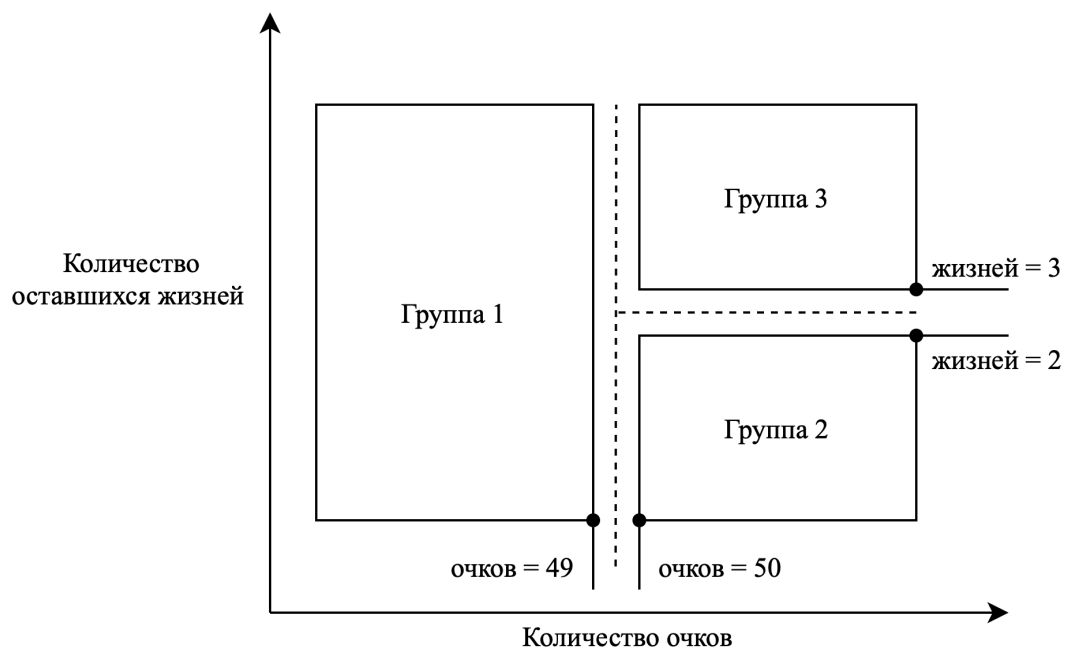 Группа 3
Количество
оставшихся жизней
жизней = 3
Группа 1
жизней = 2
Группа 2
очков = 49
очков = 50
Количество очков